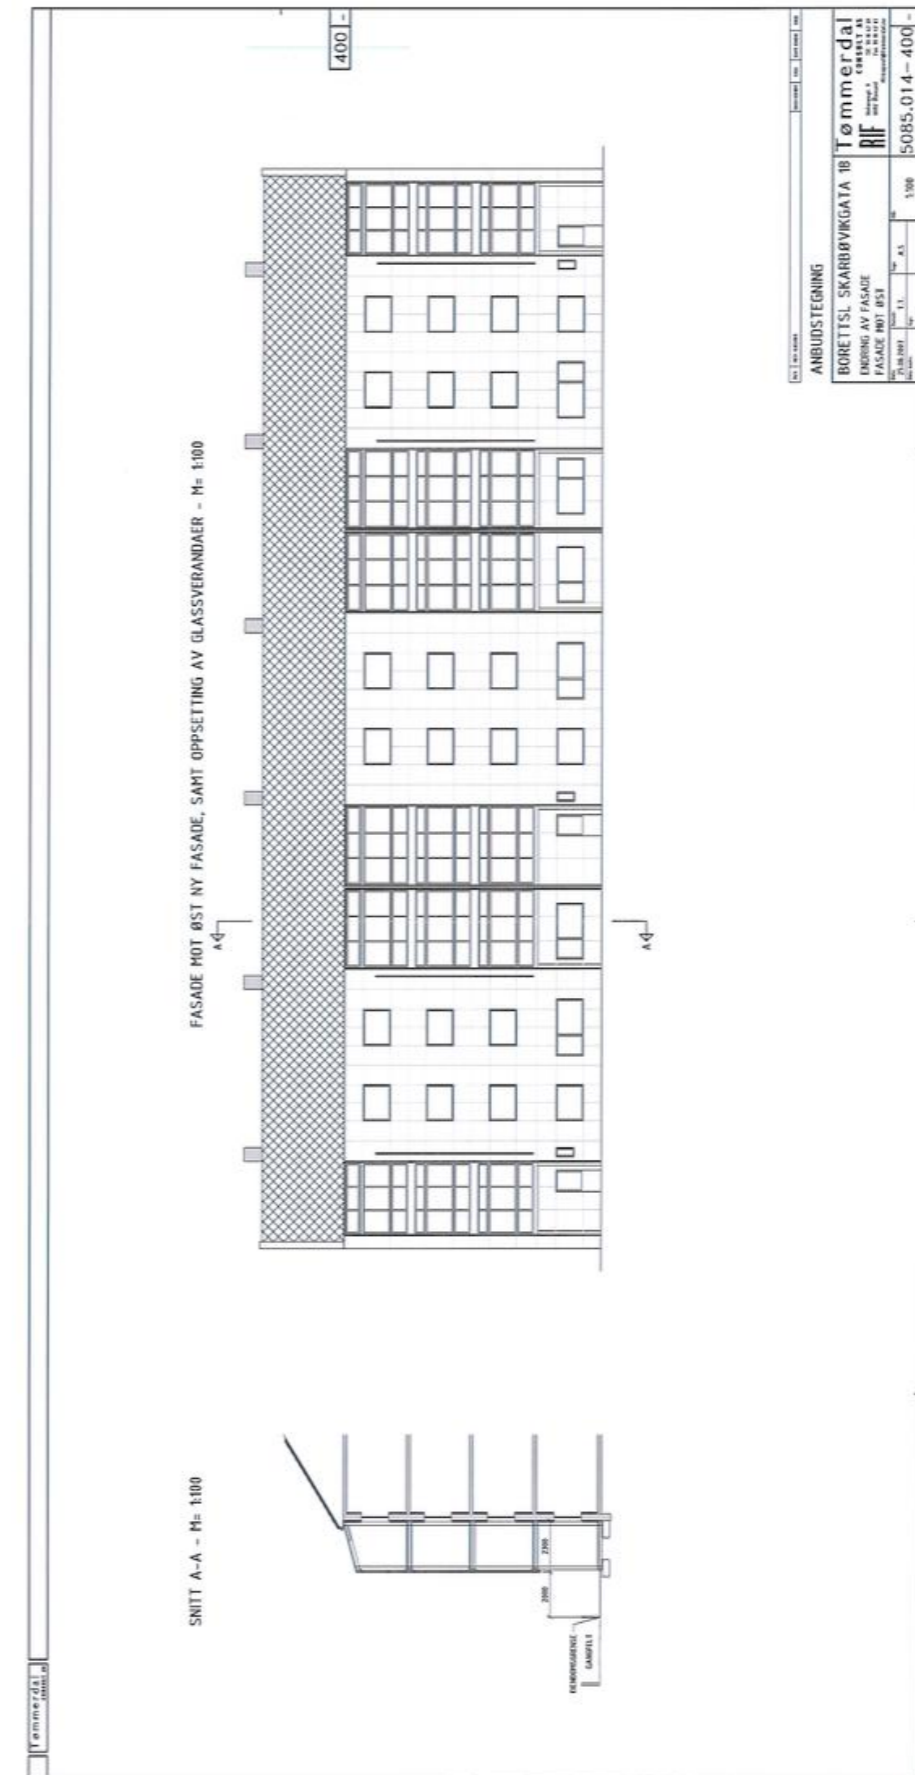 Tømmerdal
400 -
FASADE MOT ØST NY FASADE, SAMT OPPSETTING AV GLASSVERANDAER - M= 1:100
A
A
SNITT A-A - M= 1:100
2000
2300
EIENDOMSGRENSE
GANGFELT
ANBUDSTEGNING
BORETTSL SKARBØVIKGATA 18
ENDRING AV FASADE
FASADE MOT ØST
Tømmerdal
CONSULT AS
RIF
1:100
5085.014-400 -